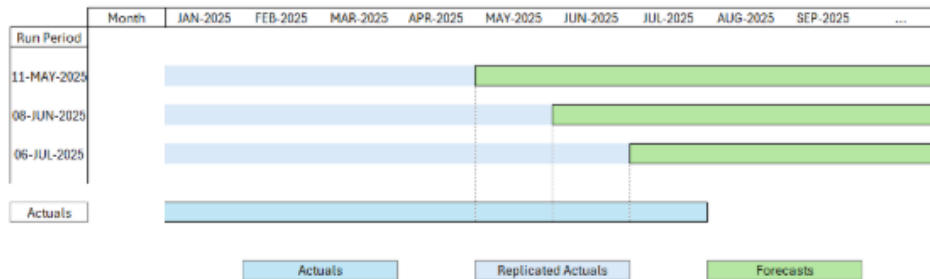 Month JAN-2025 FEB-2025 MAR-2025 APR-2025 MAY-2025 JUN-2025 JUL-2025 AUG-2025 SEP-2025 ...
Run Period
11-MAY-2025
08-JUN-2025
06-JUL-2025
Actuals
Actuals Replicated Actuals Forecasts